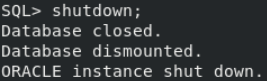 SQL> shutdown;
Database closed.
Database dismounted.
ORACLE instance shut down.